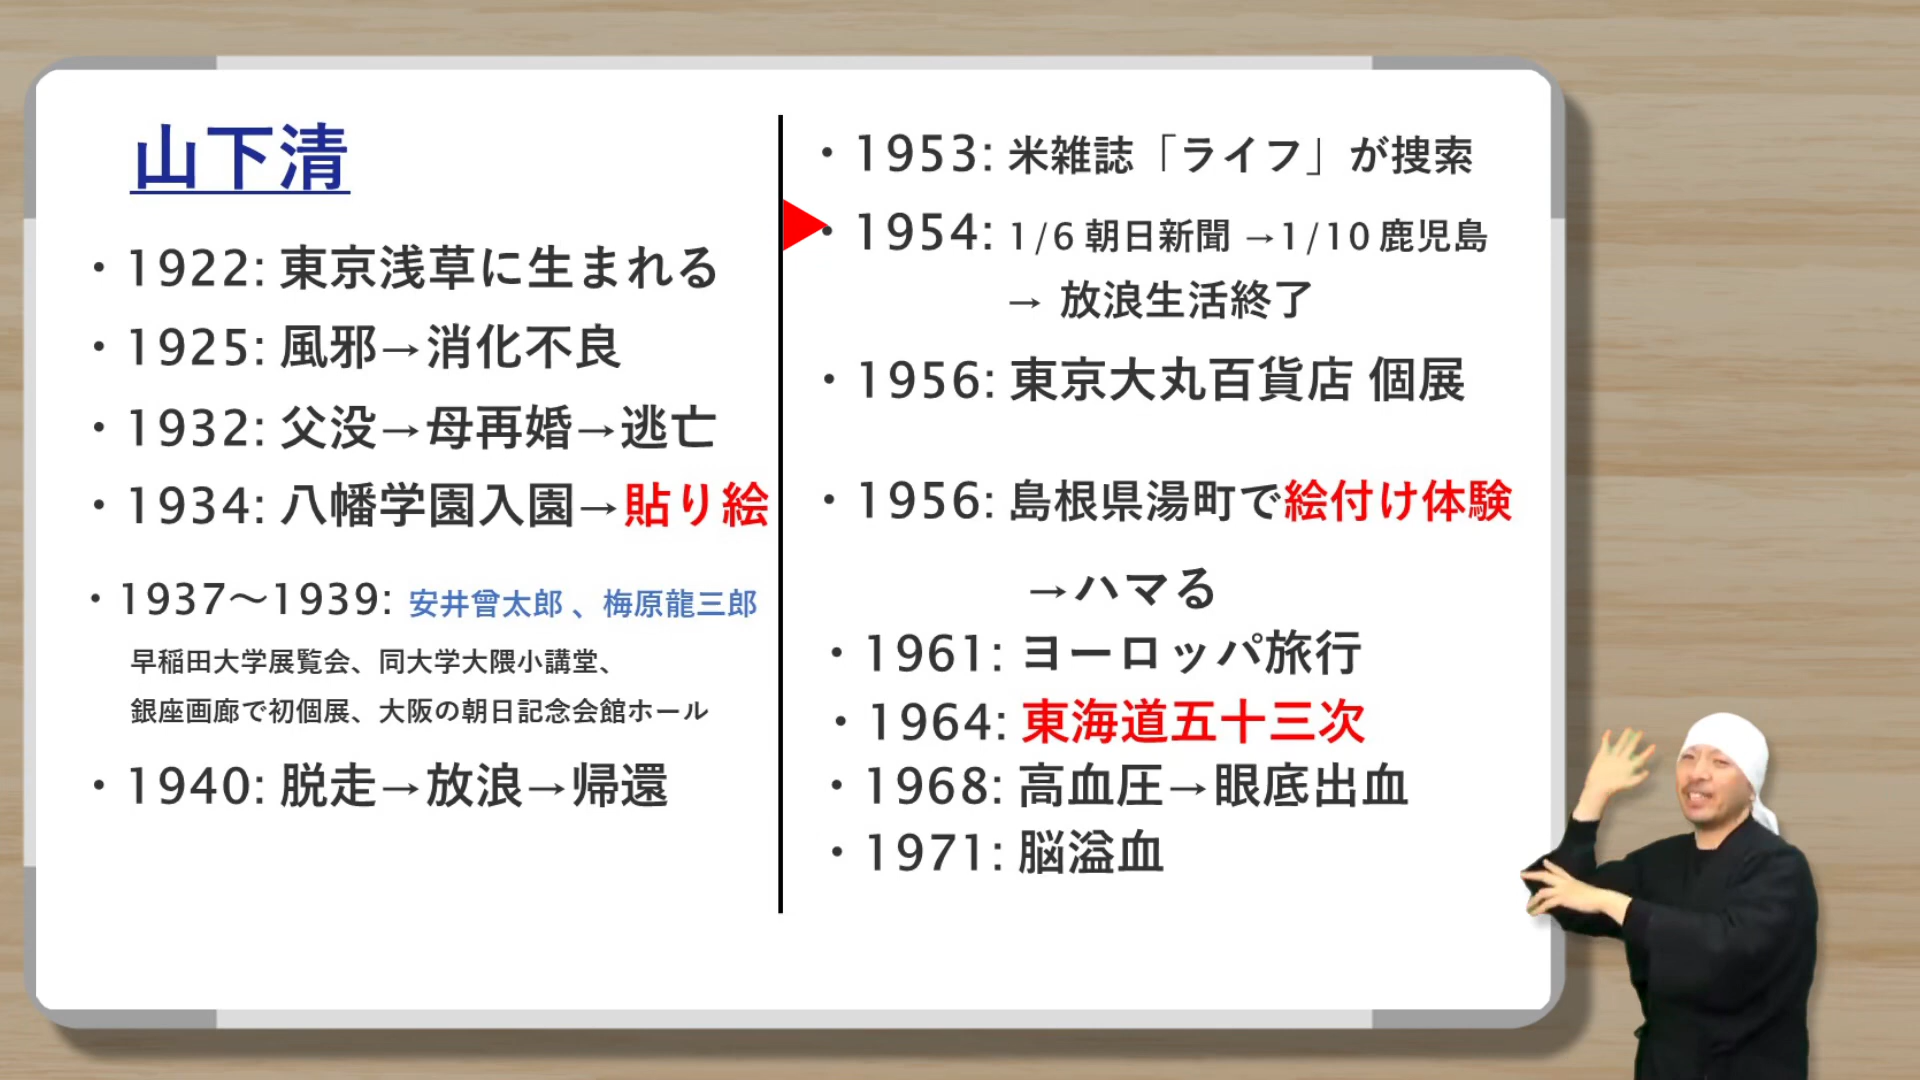 山下清
・1922: 東京浅草に生まれる
・1925: 風邪→消化不良
・1932: 父没→母再婚→逃亡
・1934: 八幡学園入園→貼り絵
・1937〜1939: 安井曾太郎 、梅原龍三郎
早稲田大学展覧会、同大学大隈小講堂、
銀座画廊で初個展、大阪の朝日記念会館ホール
・1940: 脱走→放浪→帰還
・1953: 米雑誌「ライフ」が捜索
・1954: 1/6 朝日新聞 →1/10 鹿児島
→ 放浪生活終了
・1956: 東京大丸百貨店 個展
・1956: 島根県湯町で絵付け体験
→ハマる
・1961: ヨーロッパ旅行
・1964: 東海道五十三次
・1968: 高血圧→眼底出血
・1971: 脳溢血